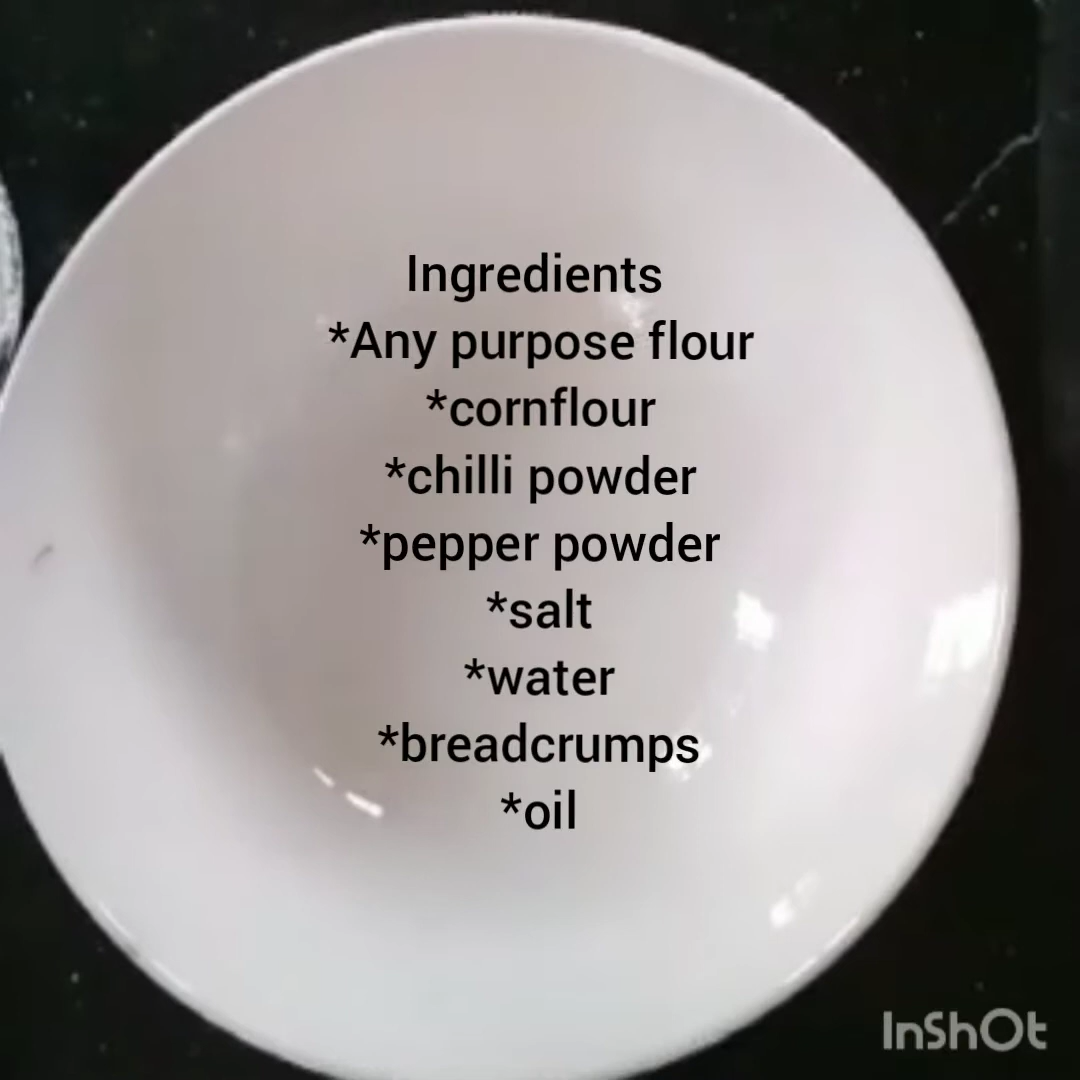 Ingredients
*Any purpose flour
*cornflour
*chilli powder
*pepper powder
*salt
*water
*breadcrumps
*oil
InShOt